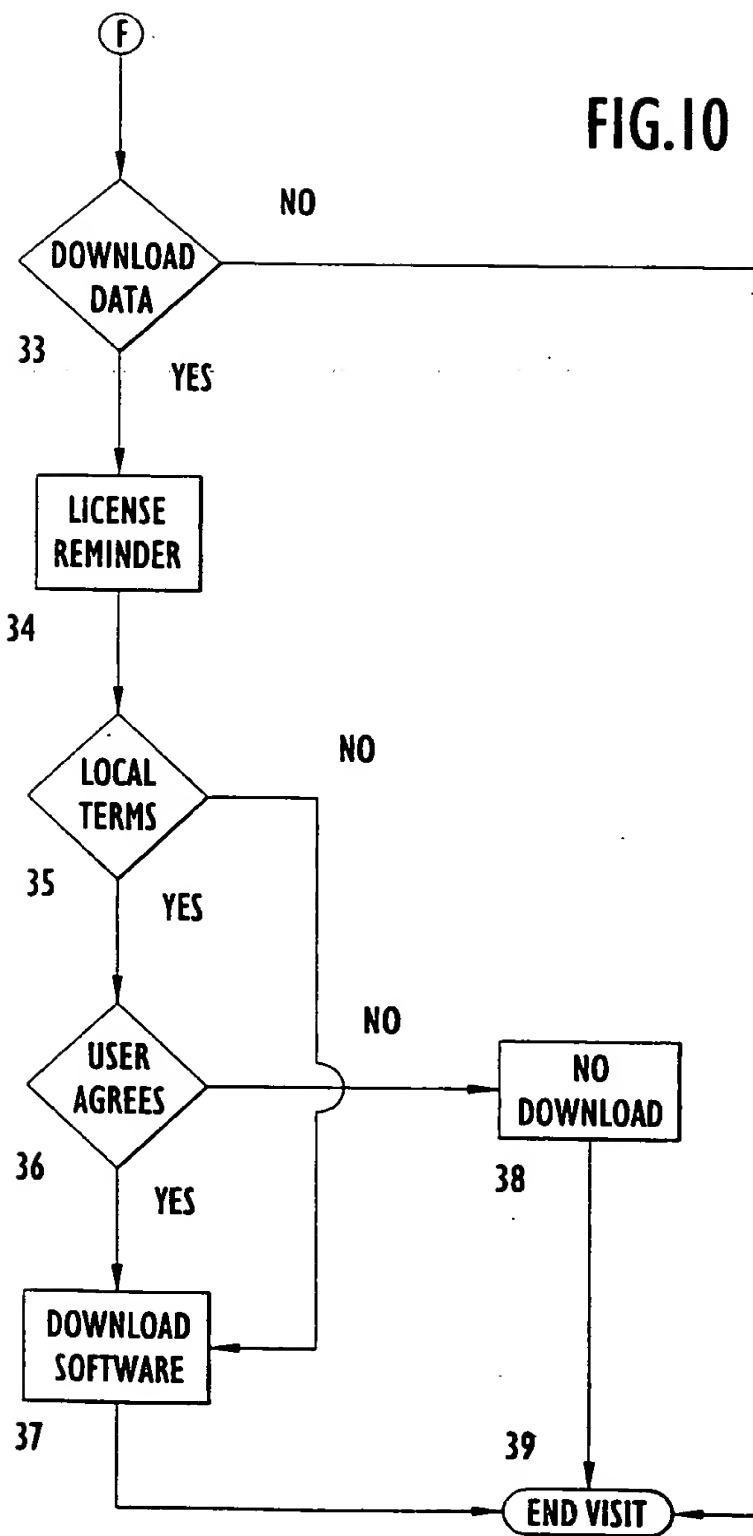 F
FIG.10
NO
DOWNLOAD
DATA
33
YES
LICENSE
REMINDER
34
NO
LOCAL
TERMS
35
YES
NO
USER
AGREES
NO
DOWNLOAD
36
YES
38
DOWNLOAD
SOFTWARE
37
39
END VISIT